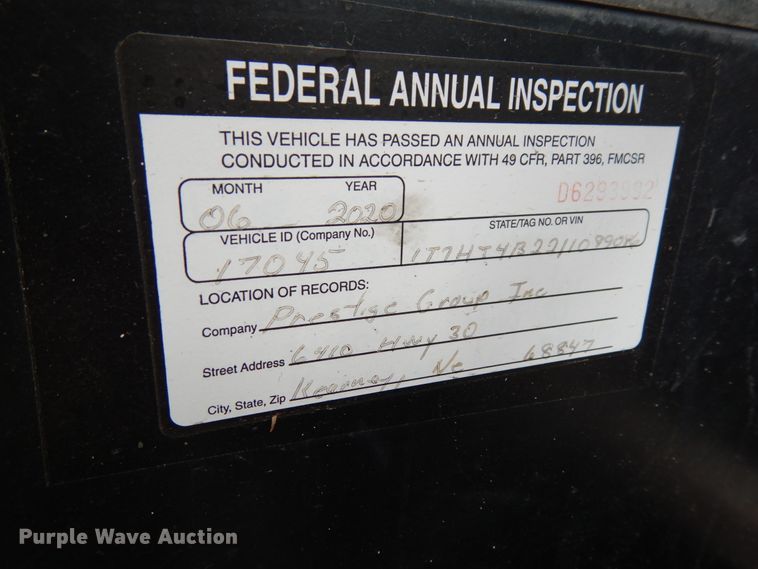 FEDERAL ANNUAL INSPECTION
THIS VEHICLE HAS PASSED AN ANNUAL INSPECTION
CONDUCTED IN ACCORDANCE WITH 49 CFR, PART 396, FMCSR
MONTH YEAR
06 2020
D6293992
VEHICLE ID (Company No.)
17045
STATE/TAG NO. OR VIN
LOCATION OF RECORDS:
Company Prestige Group Inc
Street Address 6410 Hwy 30
City, State, Zip Kearney, Ne 68847
Purple Wave Auction